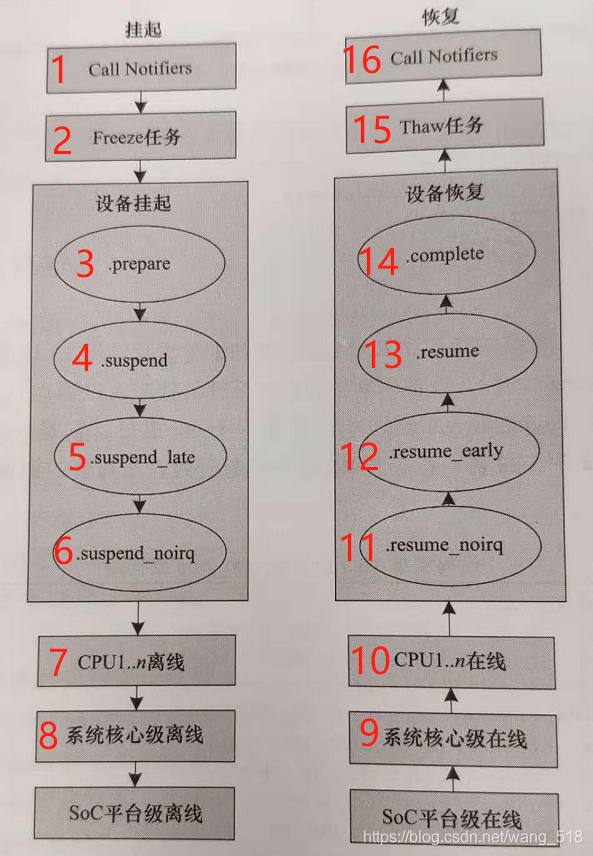 挂起
1 Call Notifiers
2 Freeze任务
设备挂起
3 .prepare
4 .suspend
5 .suspend_late
6 .suspend_noirq
7 CPU1..n离线
8 系统核心级离线
SoC平台级离线
恢复
16 Call Notifiers
15 Thaw任务
设备恢复
14 .complete
13 .resume
12 .resume_early
11 .resume_noirq
10 CPU1..n在线
9 系统核心级在线
SoC平台级在线
https://blog.csdn.net/wang_518